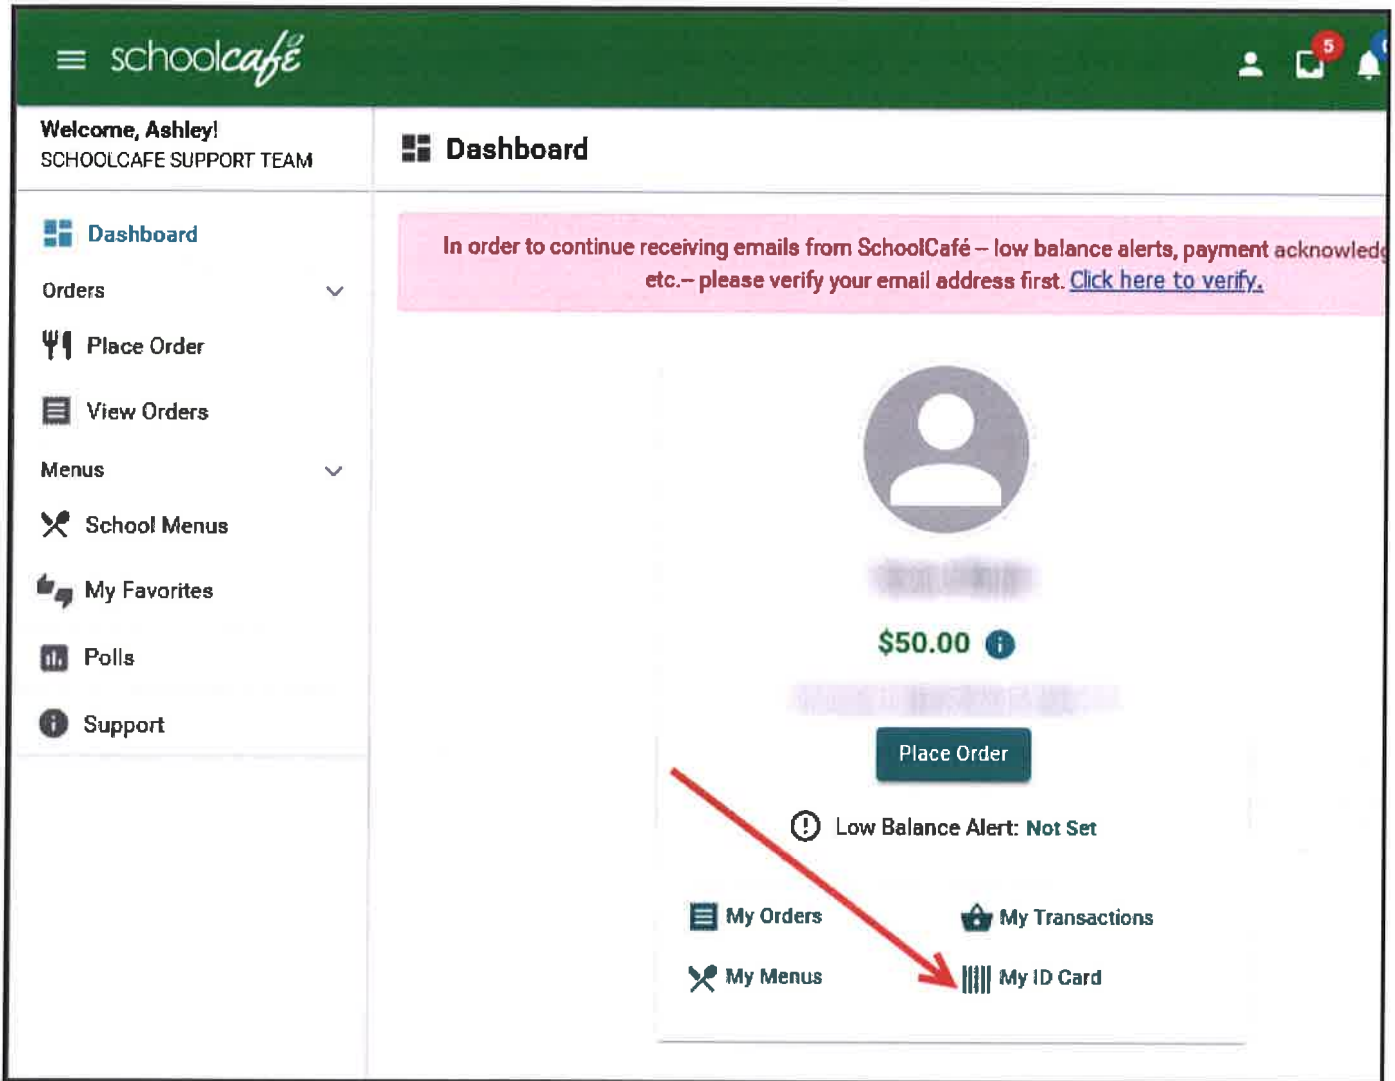 schoolcafé
5
Welcome, Ashley!
SCHOOLCAFE SUPPORT TEAM
Dashboard
Dashboard
Orders
Place Order
View Orders
Menus
School Menus
My Favorites
Polls
Support
In order to continue receiving emails from SchoolCafé – low balance alerts, payment
etc.– please verify your email address first. Click here to verify.
$50.00
Place Order
Low Balance Alert: Not Set
My Orders
My Transactions
My Menus
My ID Card